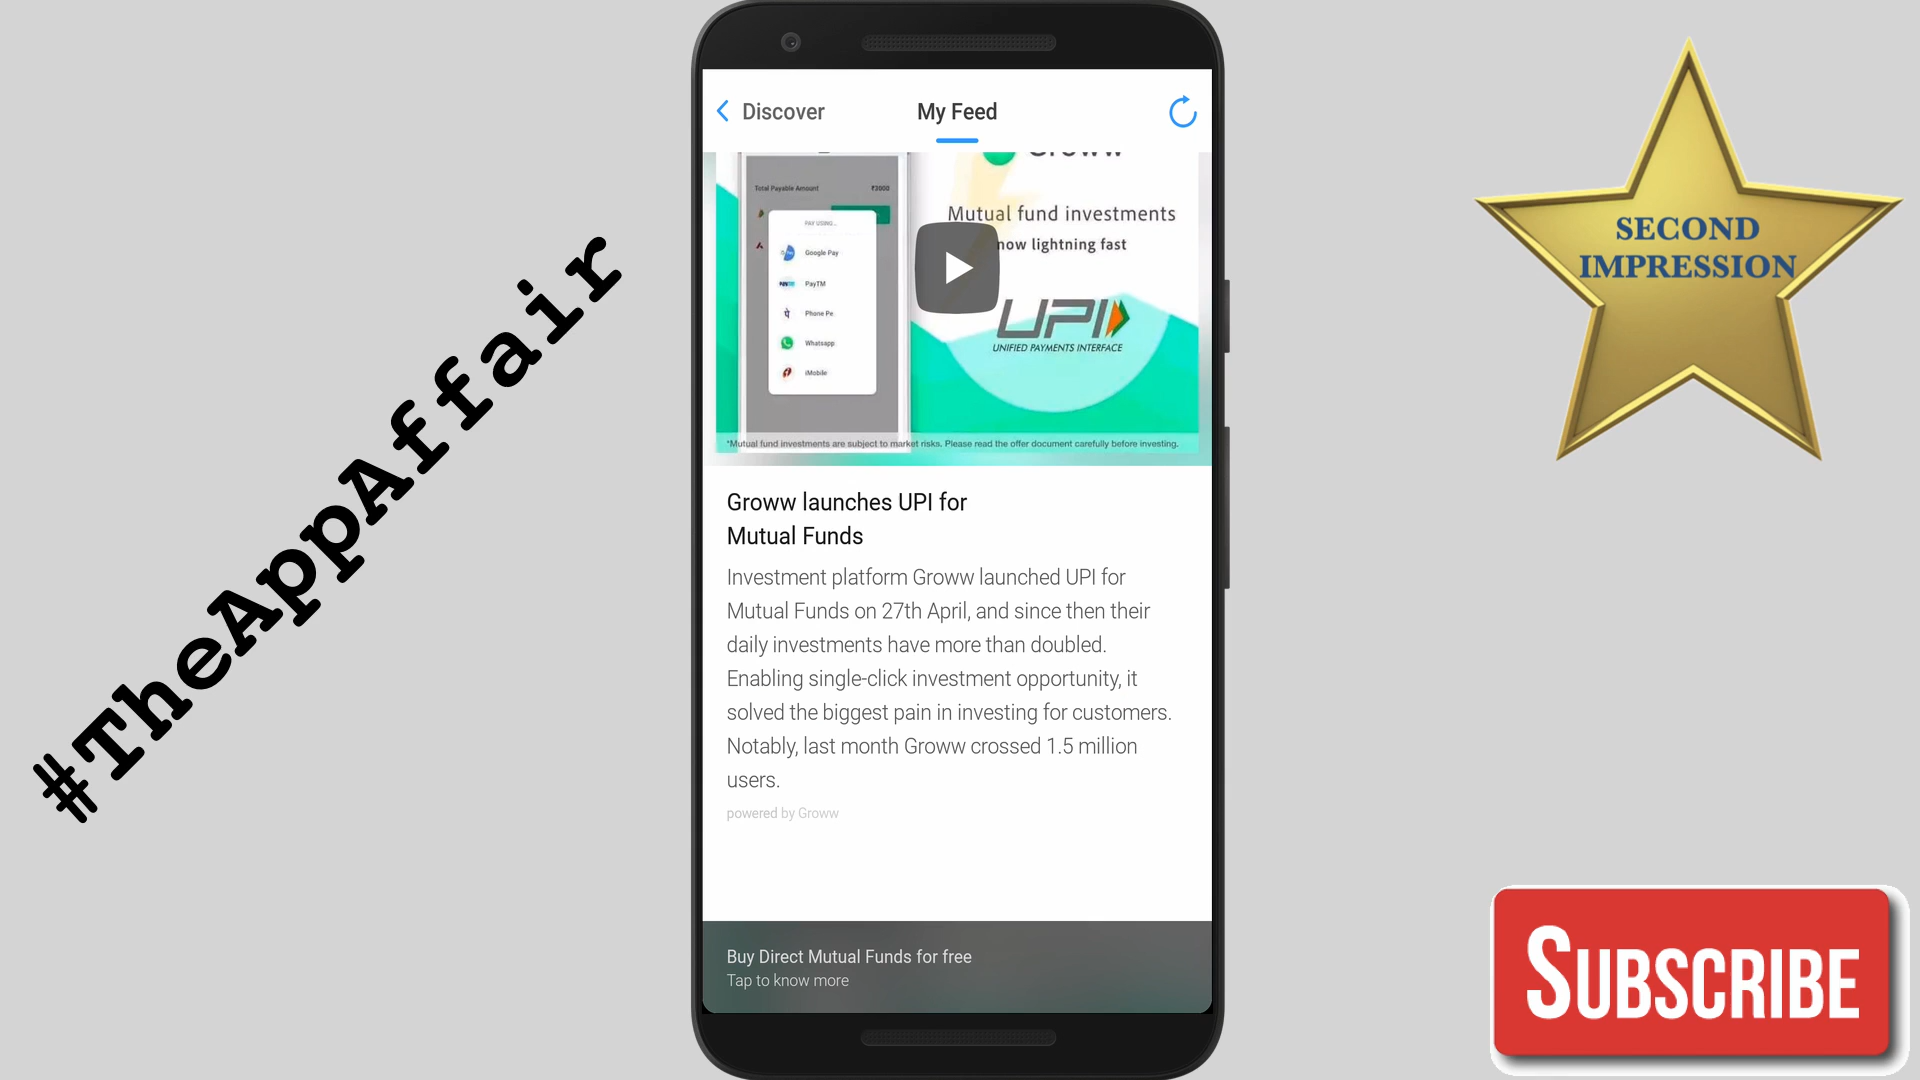 #TheAppAffair
Discover
My Feed
Groww
Total Payable Amount ₹2000
PAY USING...
Google Pay
PayTM
Phone Pe
Whatsapp
iMobile
Mutual fund investments
now lightning fast
UPI
UNIFIED PAYMENTS INTERFACE
*Mutual fund investments are subject to market risks. Please read the offer document carefully before investing.
Groww launches UPI for
Mutual Funds
Investment platform Groww launched UPI for
Mutual Funds on 27th April, and since then their
daily investments have more than doubled.
Enabling single-click investment opportunity, it
solved the biggest pain in investing for customers.
Notably, last month Groww crossed 1.5 million
users.
powered by Groww
Buy Direct Mutual Funds for free
Tap to know more
SECOND
IMPRESSION
SUBSCRIBE